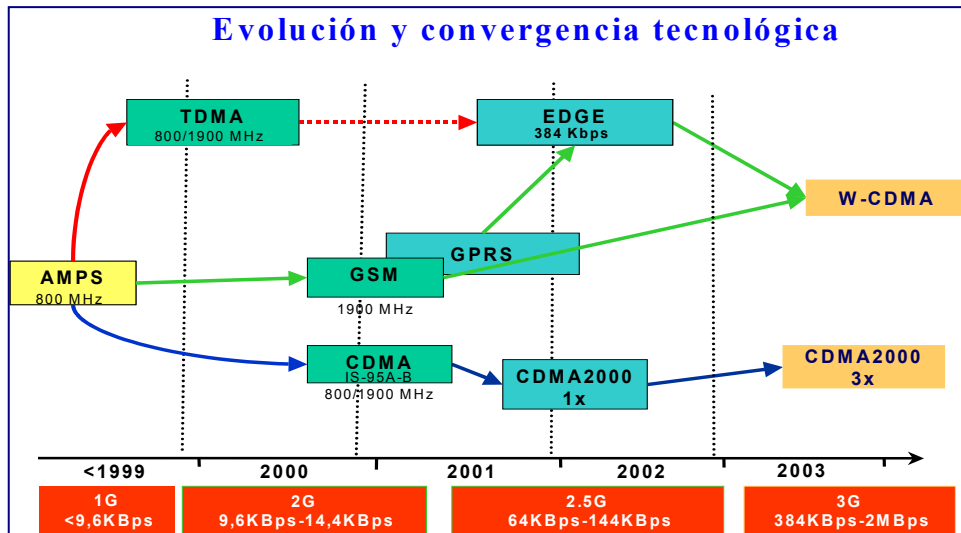 Evolución y convergencia tecnológica
TDMA
800/1900 MHz
EDGE
384 Kbps
W-CDMA
GPRS
AMPS
800 MHz
GSM
1900 MHz
CDMA
IS-95A-B
800/1900 MHz
CDMA2000
1x
CDMA2000
3x
<1999
2000
2001
2002
2003
1G
<9,6KBps
2G
9,6KBps-14,4KBps
2.5G
64KBps-144KBps
3G
384KBps-2MBps